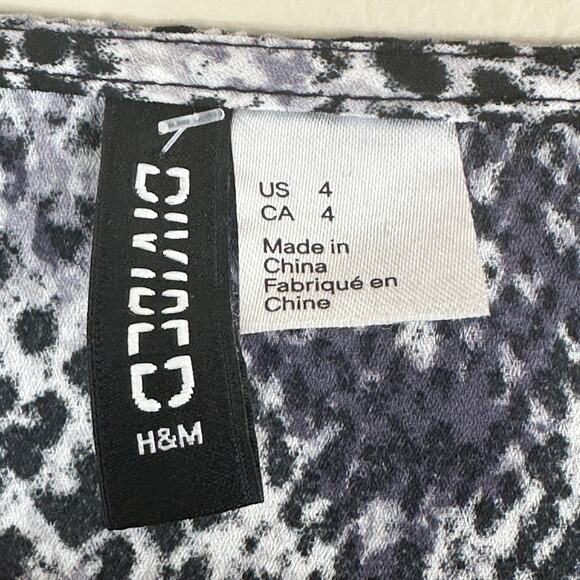 DIVIDED
H&M
US 4
CA 4
Made in
China
Fabriqué en
Chine